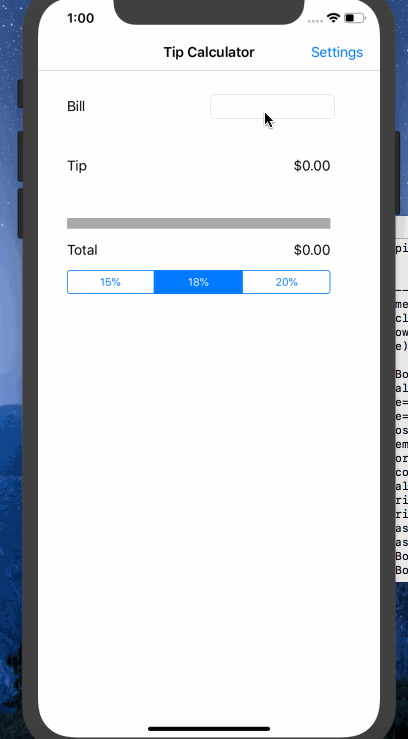 1:00
Tip Calculator Settings
Bill
Tip $0.00
Total $0.00
15% 18% 20%
pi
me
cl
ow
e)
Bo
al
e=
e=
os
em
or
co
al
ri
ri
as
as
Bo
Bo